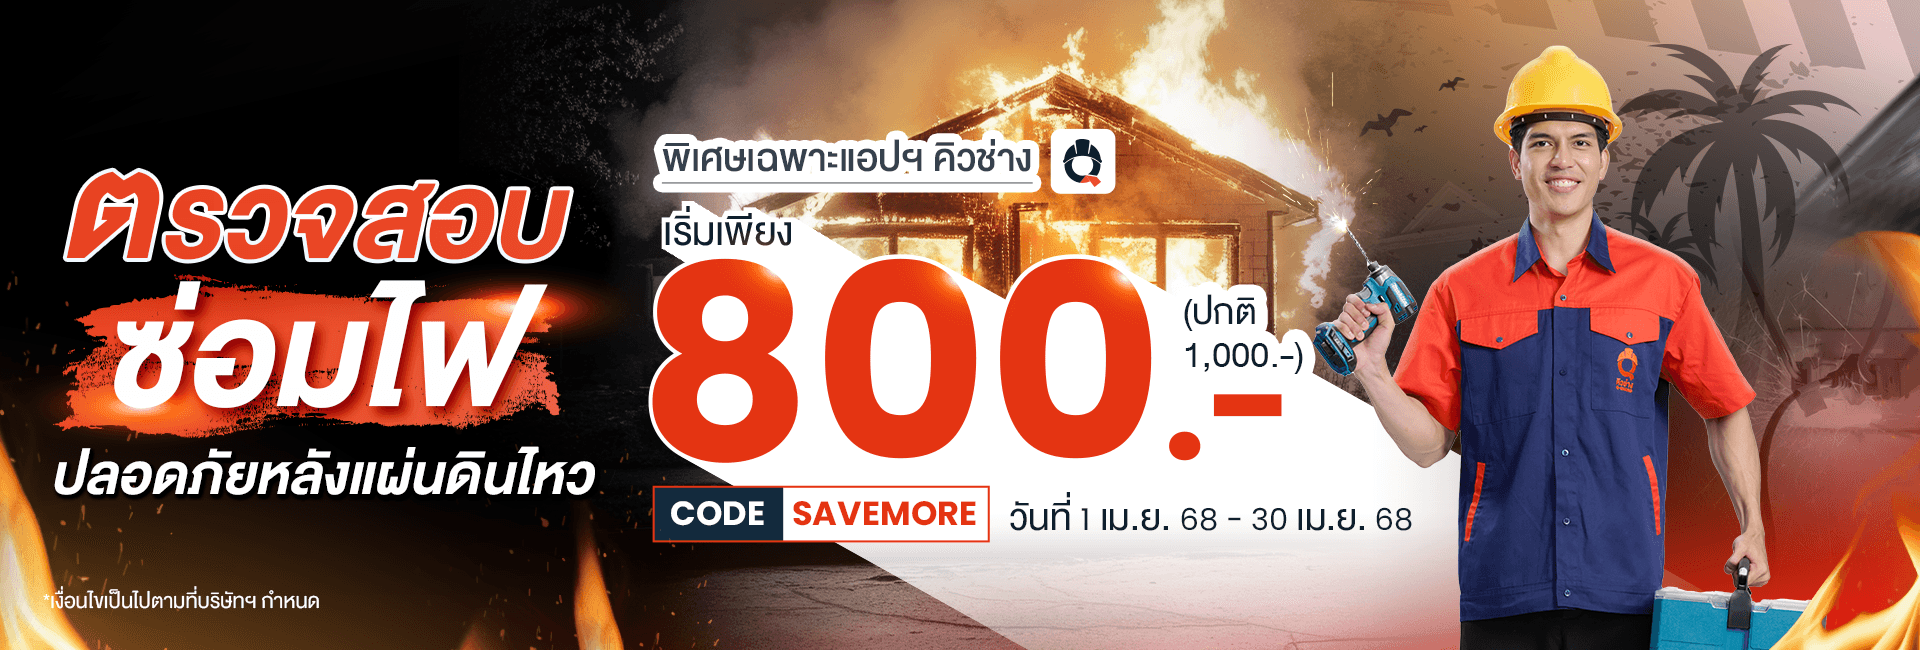 ตรวจสอบ
ซ่อมไฟ
ปลอดภัยหลังแผ่นดินไหว
*เงื่อนไขเป็นไปตามที่บริษัทฯ กำหนด
พิเศษเฉพาะแอปฯ คิวช่าง
เริ่มเพียง
800.-
(ปกติ
1,000.-)
CODE SAVEMORE
วันที่ 1 เม.ย. 68 - 30 เม.ย. 68
คิวช่าง